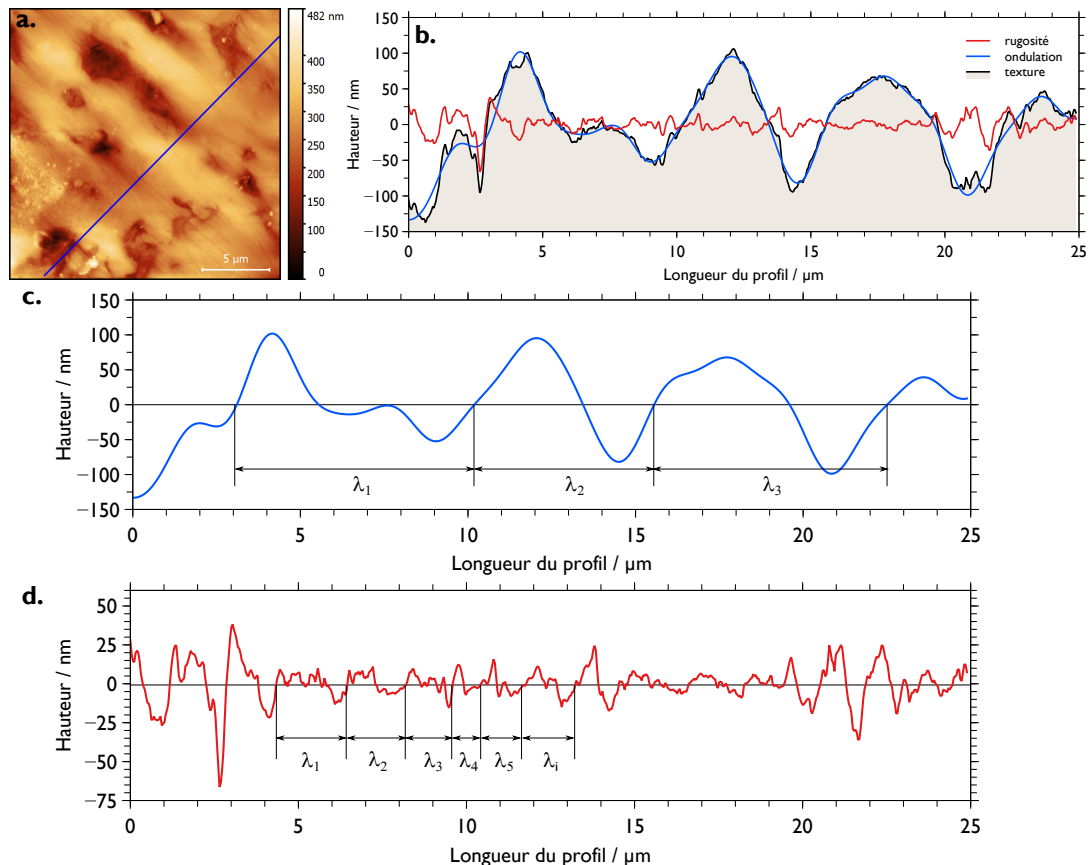 a.
482 nm
400
300
200
100
0
5 µm
b.
Hauteur / nm
150
100
50
0
−50
−100
−150
rugosité
ondulation
texture
0 5 10 15 20 25
Longueur du profil / µm
c.
Hauteur / nm
150
100
50
0
−50
−100
−150
λ1 λ2 λ3
0 5 10 15 20 25
Longueur du profil / µm
d.
Hauteur / nm
50
25
0
−25
−50
−75
λ1 λ2 λ3 λ4 λ5 λi
0 5 10 15 20 25
Longueur du profil / µm